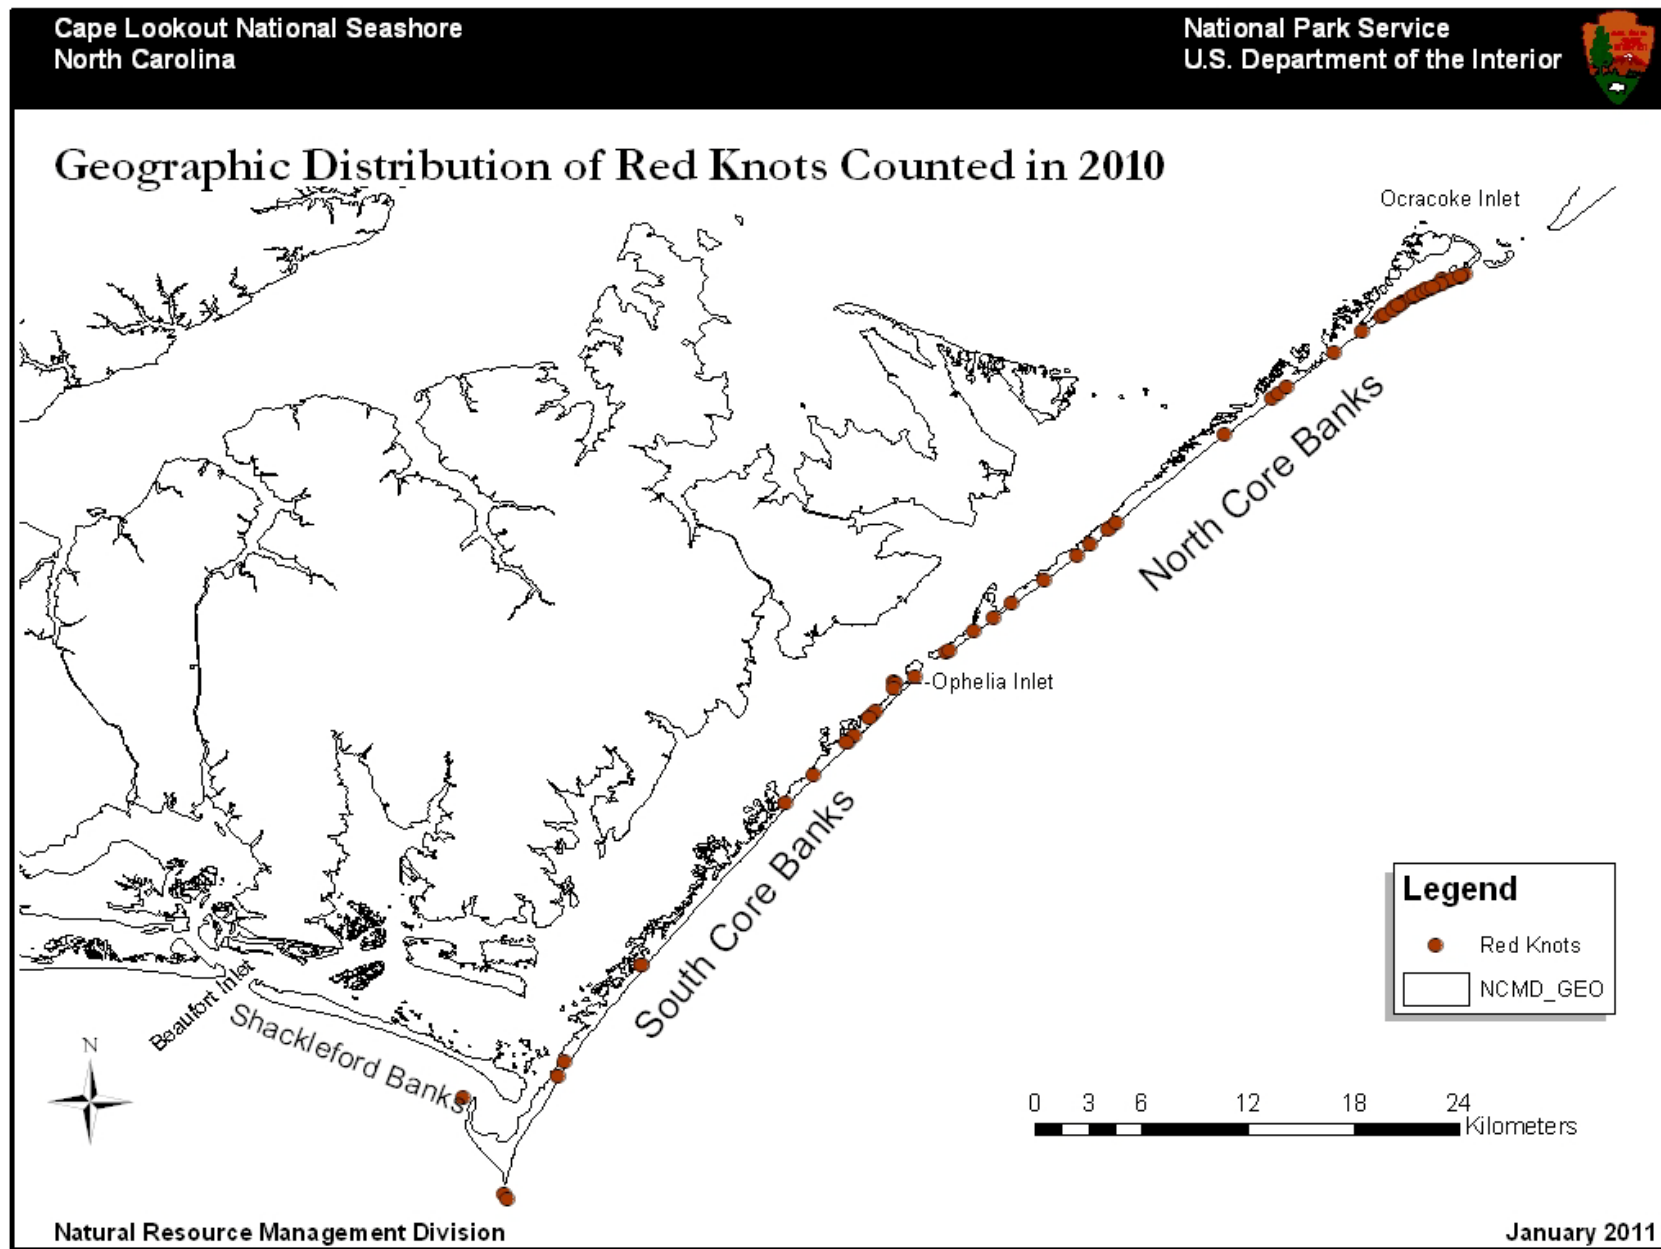 Cape Lookout National Seashore
North Carolina
National Park Service
U.S. Department of the Interior
Geographic Distribution of Red Knots Counted in 2010
Ocracoke Inlet
North Core Banks
Ophelia Inlet
South Core Banks
Beaufort Inlet
Shackleford Banks
N
Legend
Red Knots
NCMD_GEO
0 3 6 12 18 24
Kilometers
Natural Resource Management Division
January 2011